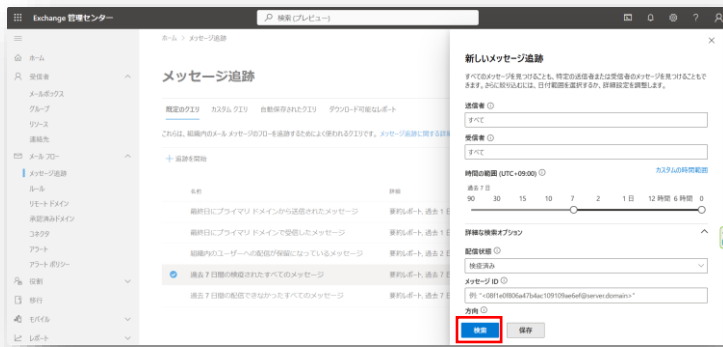 Exchange 管理センター
検索 (プレビュー)
ホーム > メッセージ追跡
ホーム
受信者
メールボックス
グループ
リソース
連絡先
メール フロー
メッセージ追跡
ルール
リモート ドメイン
承認済みドメイン
コネクタ
アラート
アラート ポリシー
役割
移行
モバイル
レポート
メッセージ追跡
既定のクエリ カスタム クエリ 自動保存されたクエリ ダウンロード可能なレポート
これらは、組織内のメール メッセージのフローを追跡するためによく使われるクエリです。メッセージ追跡に関する詳細
+ 追跡を開始
名前 詳細
最終日にプライマリ ドメインから送信されたメッセージ 要約レポート, 過去 1 日
最終日にプライマリ ドメインで受信したメッセージ 要約レポート, 過去 1 日
組織内のユーザーへの配信が保留になっているメッセージ 要約レポート, 過去 2 日
過去 7 日間の検疫されたすべてのメッセージ 要約レポート, 過去 7 日
過去 7 日間の配信できなかったすべてのメッセージ 要約レポート, 過去 7 日
新しいメッセージ追跡
すべてのメッセージを見つけることも、特定の送信者または受信者のメッセージを見つけることもで
きます。さらに絞り込むには、日付範囲を選択するか、詳細設定を調整します。
送信者
すべて
受信者
すべて
時間の範囲 (UTC+09:00) カスタムの時間範囲
過去 7 日
90 30 15 10 7 2 1 日 12 時間 6 時間 0
詳細な検索オプション
配信状態
検疫済み
メッセージ ID
方向
検索 保存